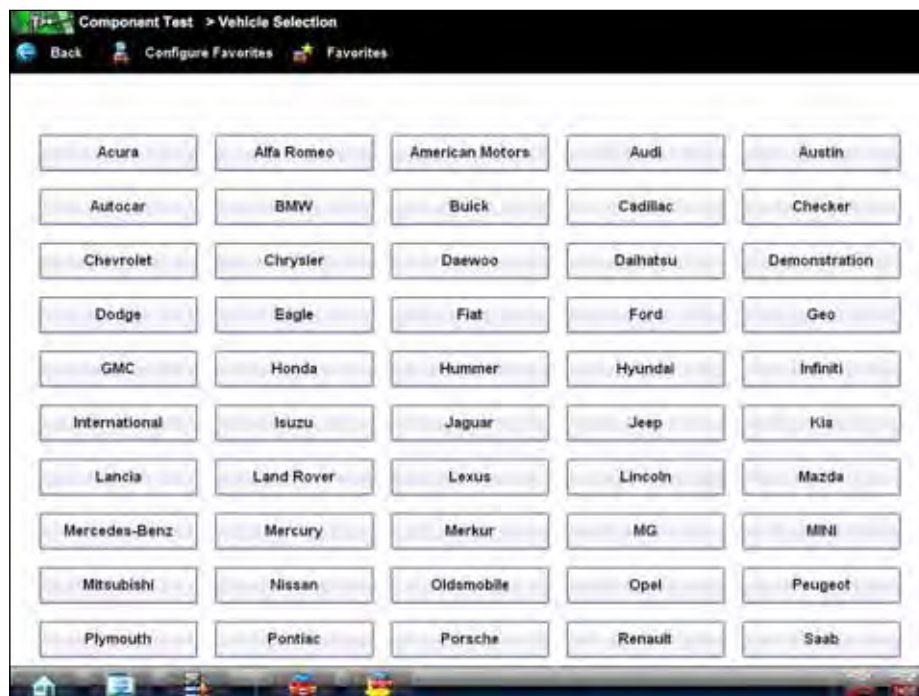 Component Test > Vehicle Selection
Back Configure Favorites Favorites
Acura Alfa Romeo American Motors Audi Austin
Autocar BMW Buick Cadillac Checker
Chevrolet Chrysler Daewoo Daihatsu Demonstration
Dodge Eagle Fiat Ford Geo
GMC Honda Hummer Hyundai Infiniti
International Isuzu Jaguar Jeep Kia
Lancia Land Rover Lexus Lincoln Mazda
Mercedes-Benz Mercury Merkur MG MINI
Mitsubishi Nissan Oldsmobile Opel Peugeot
Plymouth Pontiac Porsche Renault Saab